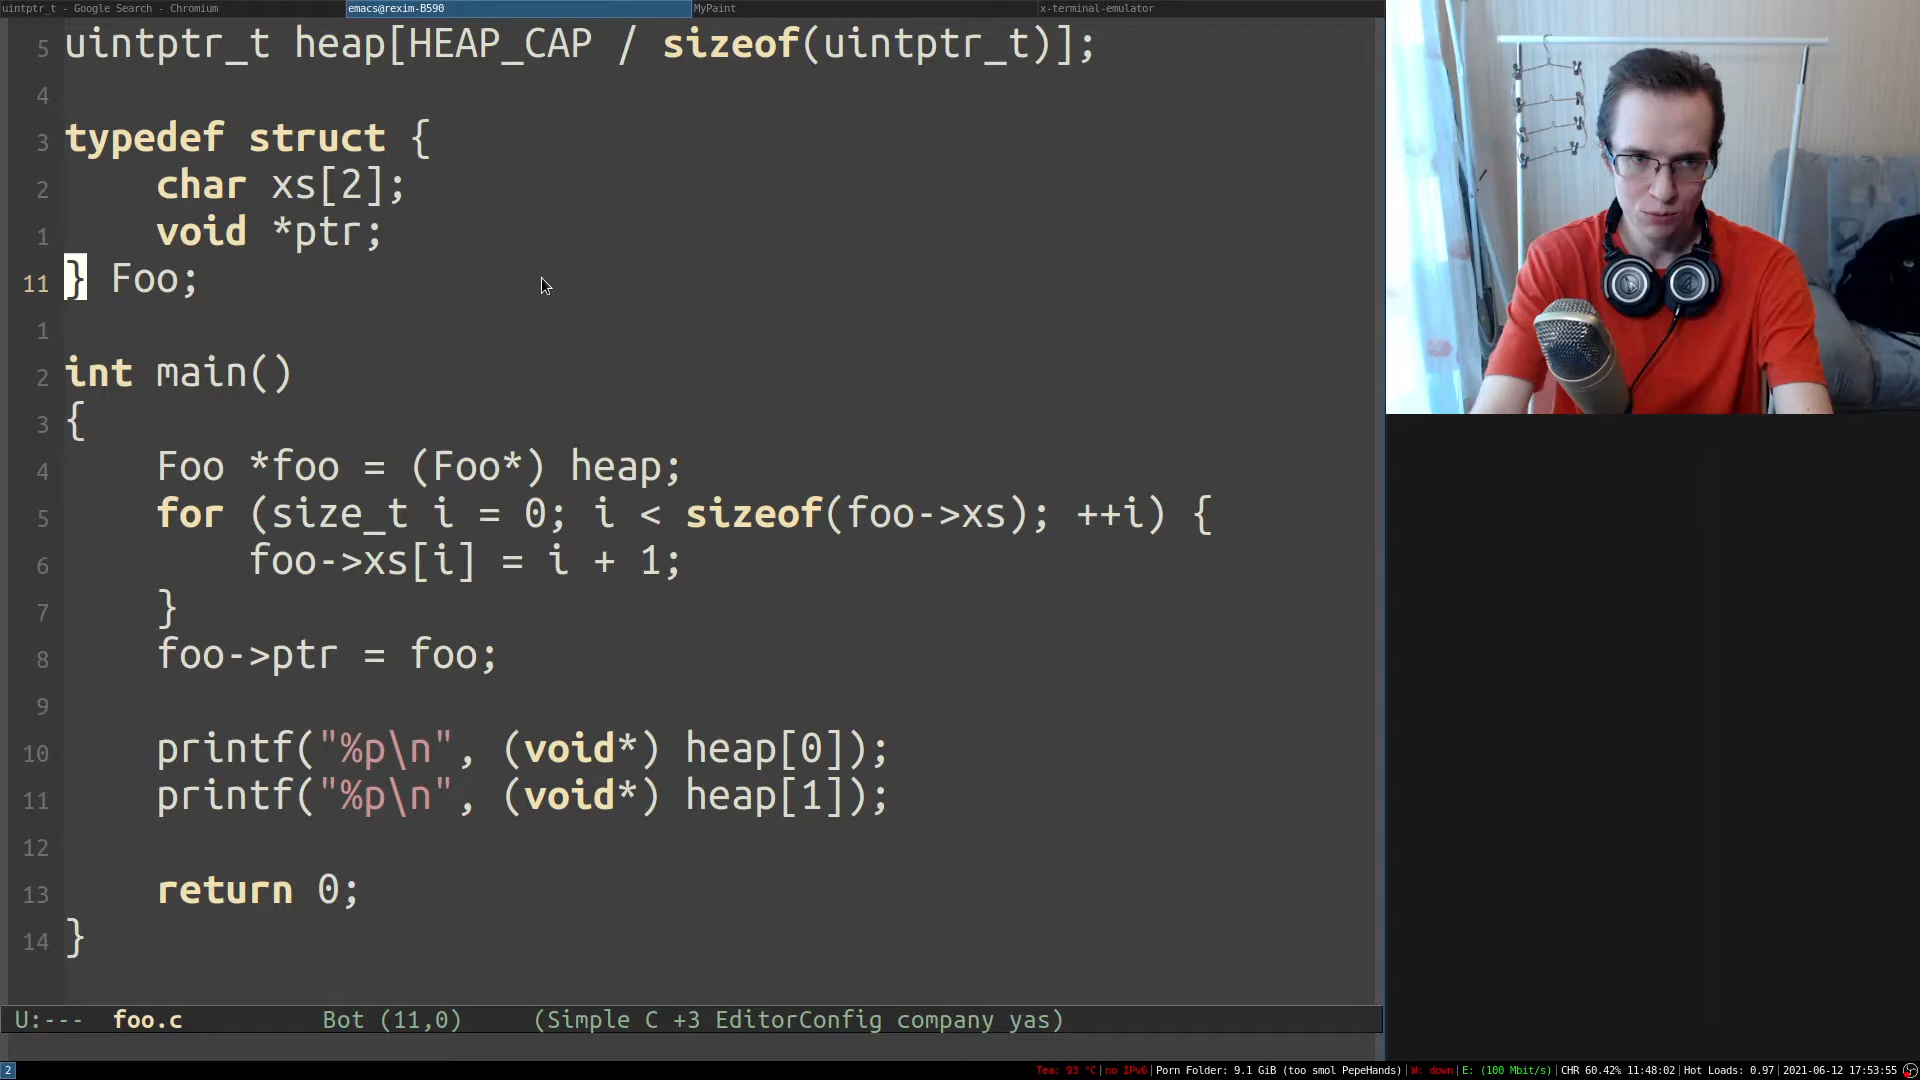 uintptr_t - Google Search - Chromium emacs@rexim-B590 MyPaint x-terminal-emulator
5 uintptr_t heap[HEAP_CAP / sizeof(uintptr_t)];
4
3 typedef struct {
2 char xs[2];
1 void *ptr;
11 } Foo;
1
2 int main()
3 {
4 Foo *foo = (Foo*) heap;
5 for (size_t i = 0; i < sizeof(foo->xs); ++i) {
6 foo->xs[i] = i + 1;
7 }
8 foo->ptr = foo;
9
10 printf("%p\n", (void*) heap[0]);
11 printf("%p\n", (void*) heap[1]);
12
13 return 0;
14 }
U:--- foo.c Bot (11,0) (Simple C +3 EditorConfig company yas)
2 Tea: 93 °C|no IPv6|Porn Folder: 9.1 GiB (too smol PepeHands)|W: down|E: (100 Mbit/s)|CHR 60.42% 11:48:02|Hot Loads: 0.97|2021-06-12 17:53:55